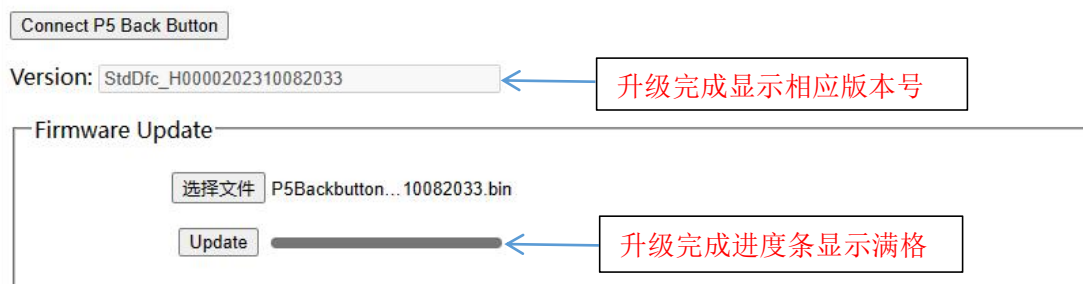 Connect P5 Back Button
Version: StdDfc_H0000202310082033
升级完成显示相应版本号
Firmware Update
选择文件 P5Backbutton...10082033.bin
Update
升级完成进度条显示满格